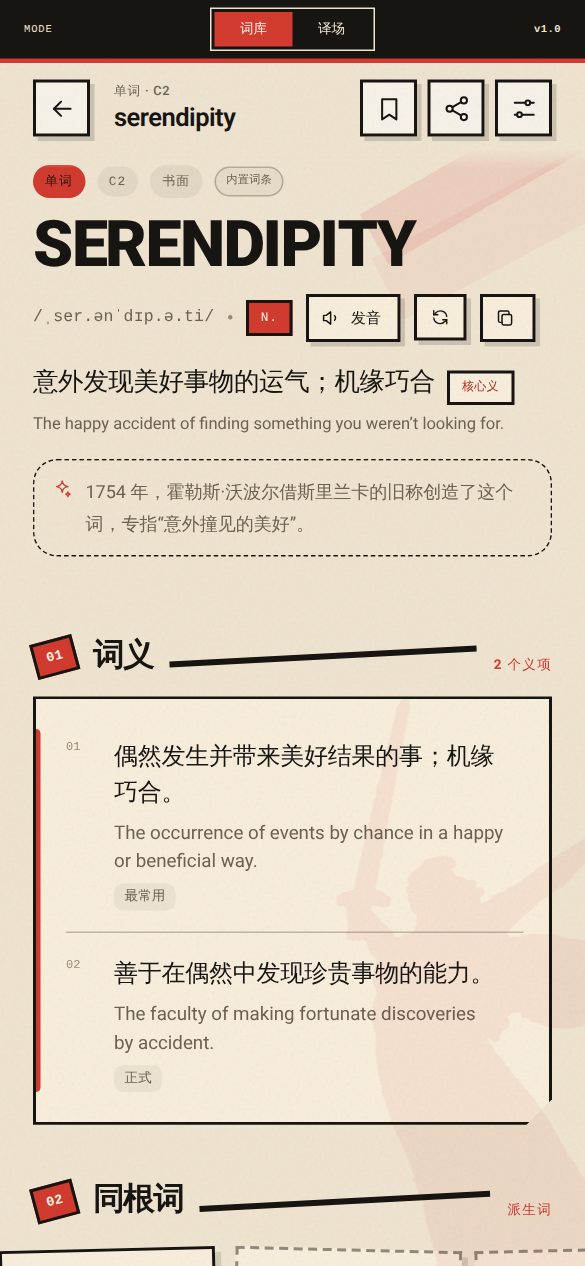 MODE
词库
译场
v1.0
单词 · C2
serendipity
单词
C2
书面
内置词条
SERENDIPITY
/ˌser.ənˈdɪp.ə.ti/ •
N.
发音
意外发现美好事物的运气；机缘巧合
核心义
The happy accident of finding something you weren’t looking for.
1754 年，霍勒斯·沃波尔借斯里兰卡的旧称创造了这个
词，专指“意外撞见的美好”。
01
词义
2 个义项
01
偶然发生并带来美好结果的事；机缘
巧合。
The occurrence of events by chance in a happy
or beneficial way.
最常用
02
善于在偶然中发现珍贵事物的能力。
The faculty of making fortunate discoveries
by accident.
正式
02
同根词
派生词